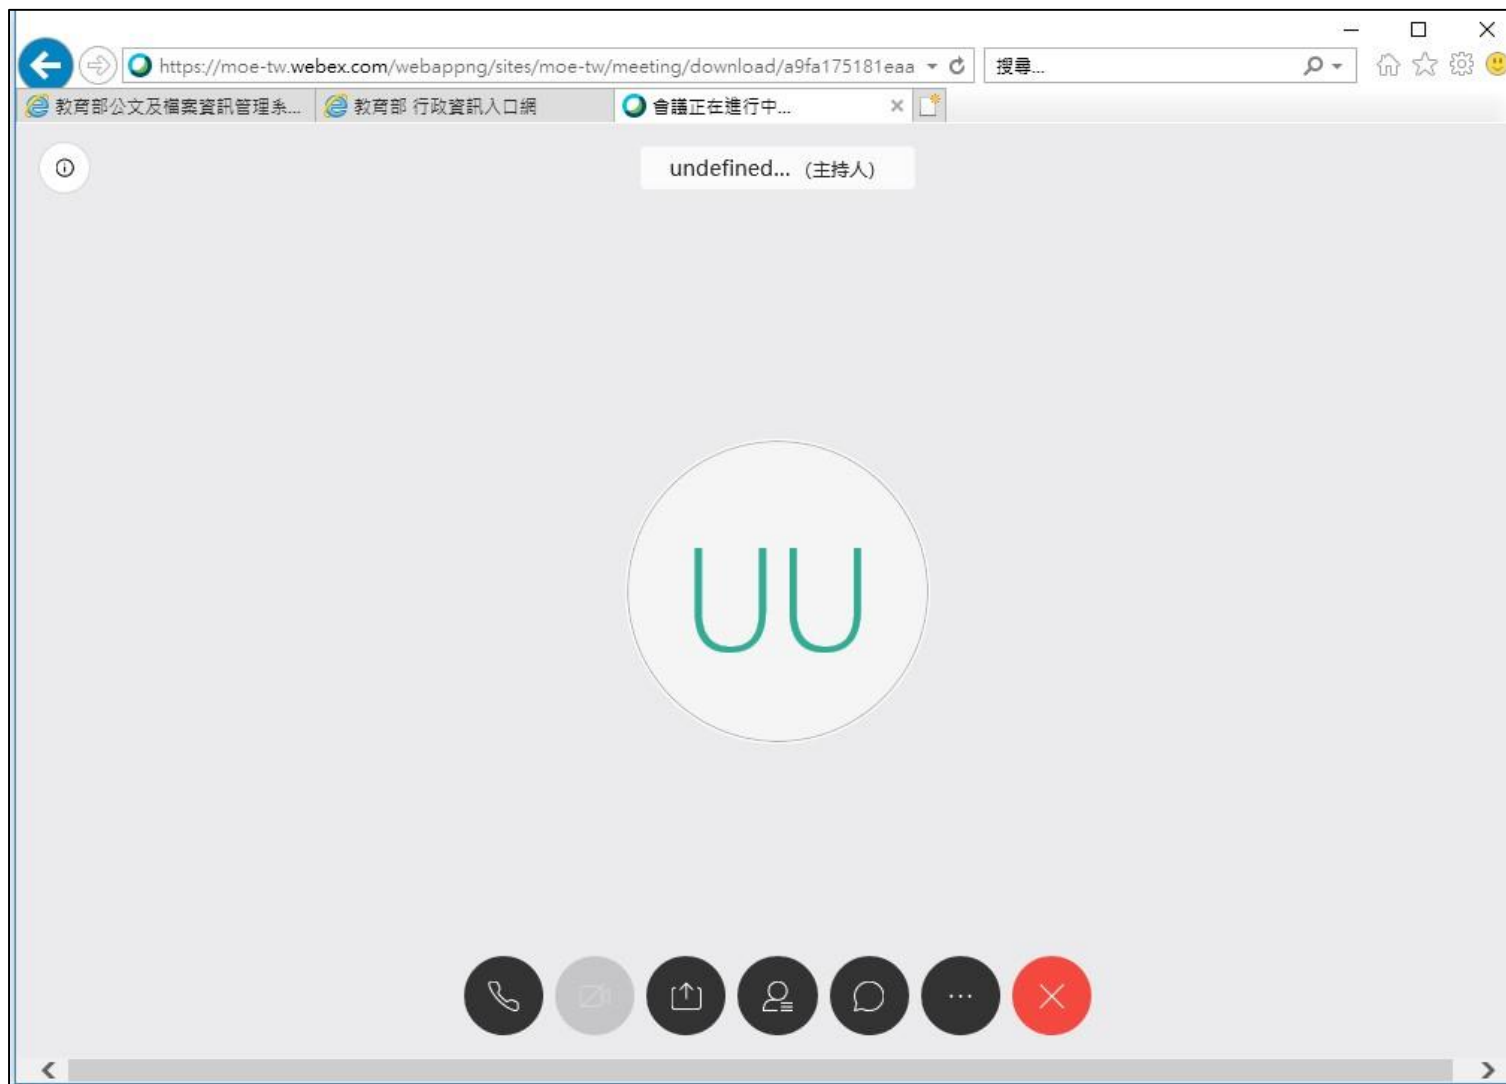 https://moe-tw.webex.com/webappng/sites/moe-tw/meeting/download/a9fa175181eaa
搜尋...
教育部公文及檔案資訊管理系...
教育部 行政資訊入口網
會議正在進行中...
undefined... (主持人)
UU